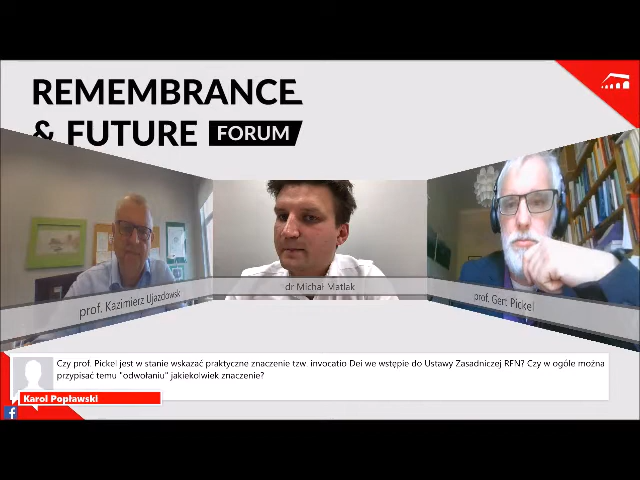 REMEMBRANCE
& FUTURE FORUM
prof. Kazimierz Ujazdowski
dr Michał Matlak
prof. Gert Pickel
Czy prof. Pickel jest w stanie wskazać praktyczne znaczenie tzw. invocatio Dei we wstępie do Ustawy Zasadniczej RFN? Czy w ogóle można
przypisać temu "odwołaniu" jakiekolwiek znaczenie?
Karol Popławski